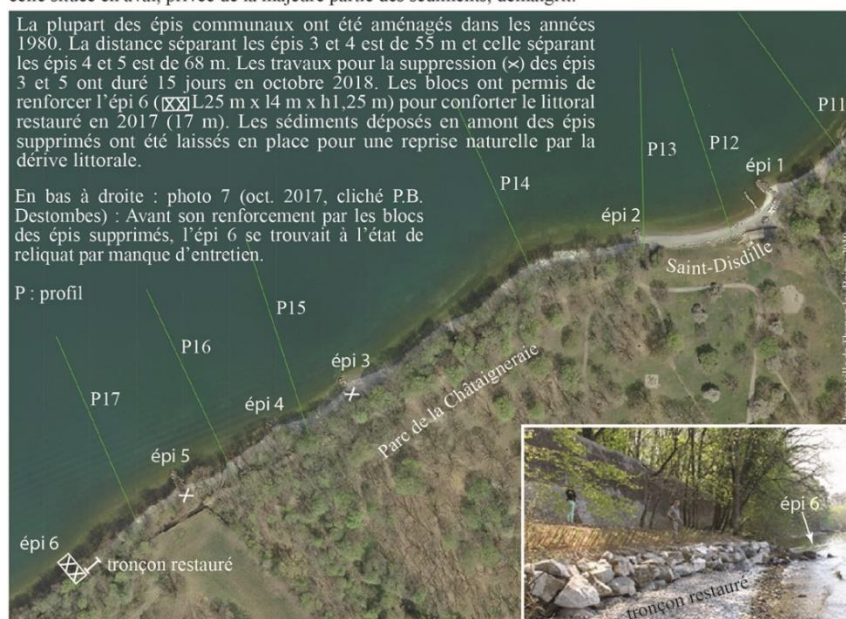 La plupart des épis communaux ont été aménagés dans les années
1980. La distance séparant les épis 3 et 4 est de 55 m et celle séparant
les épis 4 et 5 est de 68 m. Les travaux pour la suppression (×) des épis
3 et 5 ont duré 15 jours en octobre 2018. Les blocs ont permis de
renforcer l’épi 6 (L25 m x l4 m x h1,25 m) pour conforter le littoral
restauré en 2017 (17 m). Les sédiments déposés en amont des épis
supprimés ont été laissés en place pour une reprise naturelle par la
dérive littorale.
En bas à droite : photo 7 (oct. 2017, cliché P.B.
Destombes) : Avant son renforcement par les blocs
des épis supprimés, l’épi 6 se trouvait à l’état de
reliquat par manque d’entretien.
P : profil
P11
P12
P13
épi 1
P14
épi 2
Saint-Disdille
P15
P16
épi 3
P17
épi 4
Parc de la Châtaigneraie
épi 5
épi 6
tronçon restauré
épi 6
tronçon restauré